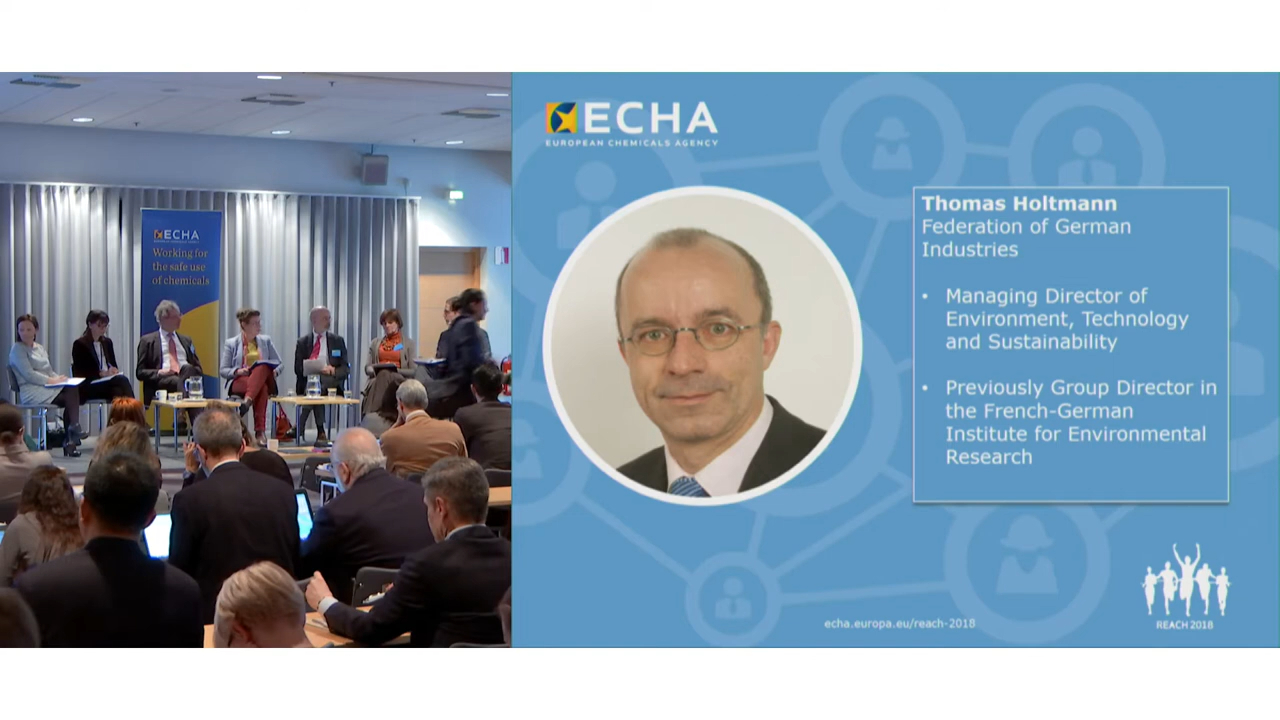 ECHA
Working for
the safe use
of chemicals
ECHA
EUROPEAN CHEMICALS AGENCY
Thomas Holtmann
Federation of German
Industries
• Managing Director of
Environment, Technology
and Sustainability
• Previously Group Director in
the French-German
Institute for Environmental
Research
echa.europa.eu/reach-2018
REACH 2018